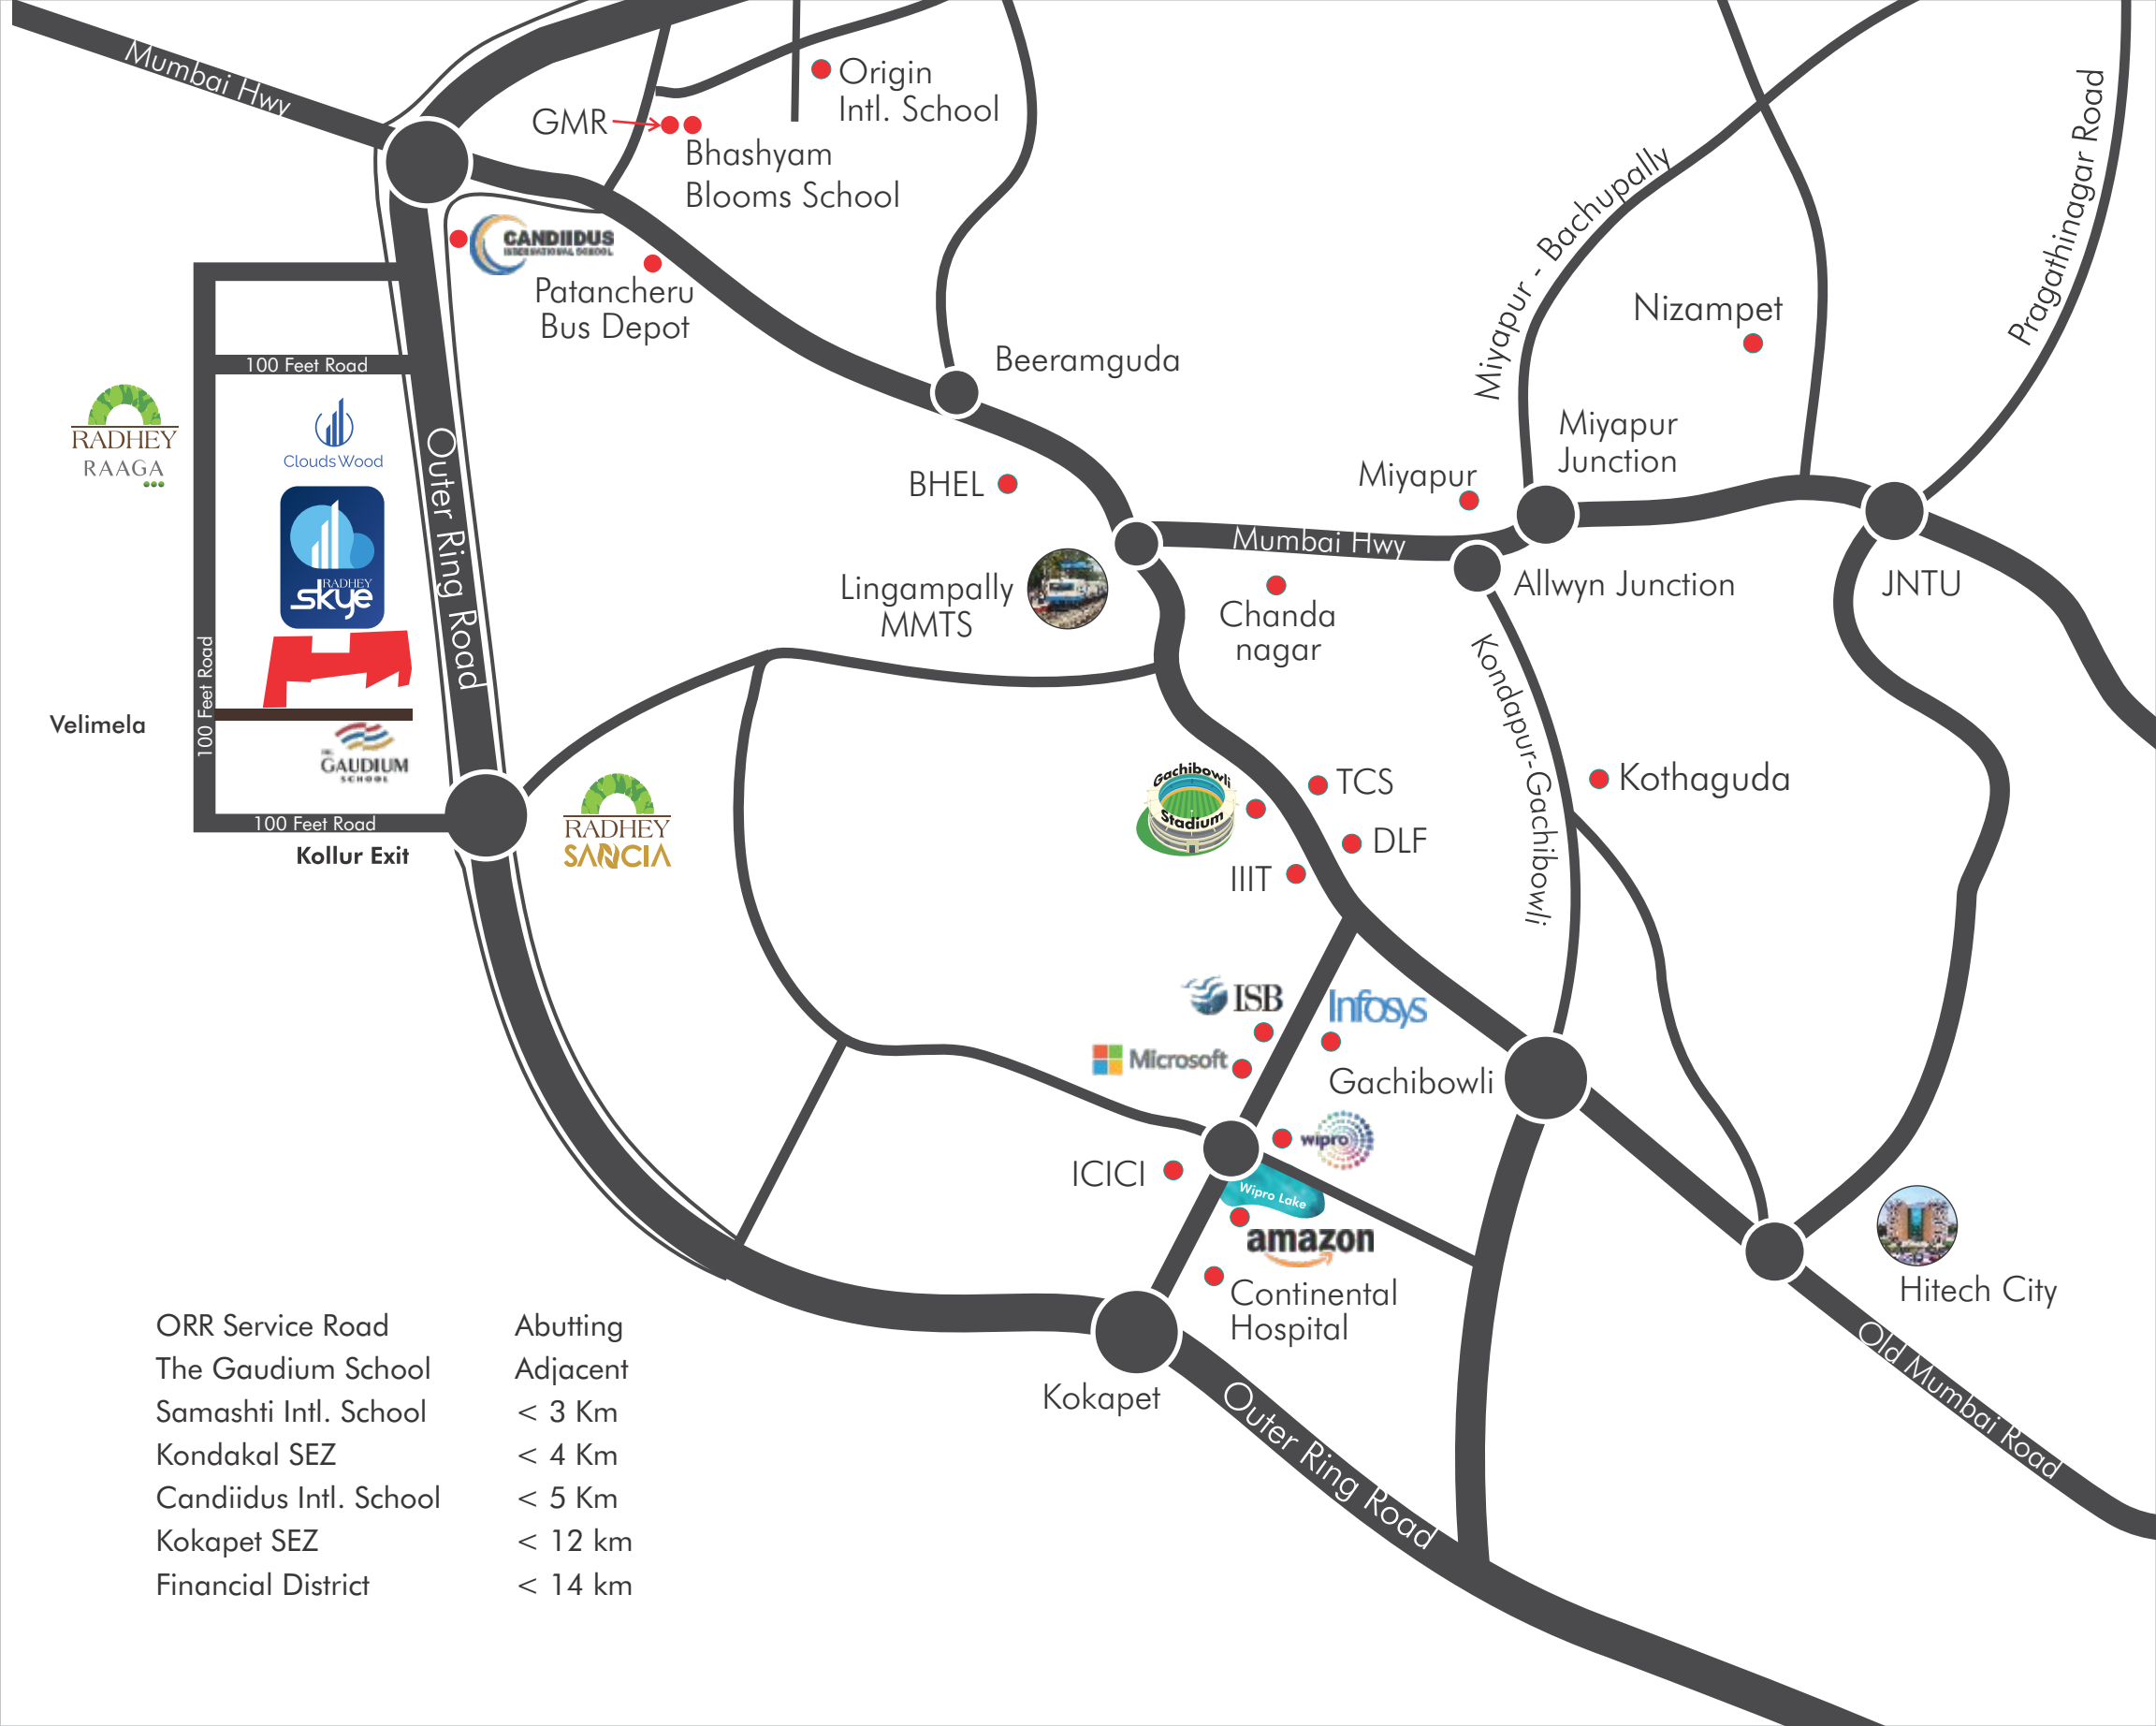 Mumbai Hwy
Origin
Intl. School
GMR
Bhashyam
Blooms School
CANDIIDUS
INTERNATIONAL SCHOOL
Patancheru
Bus Depot
Miyapur - Bachupally
Pragathinagar Road
Nizampet
Beeramguda
100 Feet Road
RADHEY
RAAGA
Clouds Wood
Outer Ring Road
RADHEY
skye
BHEL
Miyapur
Miyapur
Junction
Mumbai Hwy
Allwyn Junction
JNTU
Lingampally
MMTS
Chanda
nagar
Kondapur-Gachibowli
100 Feet Road
Velimela
THE
GAUDIUM
SCHOOL
100 Feet Road
Kollur Exit
RADHEY
SANCIA
Gachibowli
Stadium
TCS
DLF
IIIT
Kothaguda
ISB
Infosys
Microsoft
Gachibowli
wipro
ICICI
Wipro Lake
amazon
Continental
Hospital
Hitech City
Kokapet
Outer Ring Road
Old Mumbai Road
ORR Service Road Abutting
The Gaudium School Adjacent
Samashti Intl. School < 3 Km
Kondakal SEZ < 4 Km
Candiidus Intl. School < 5 Km
Kokapet SEZ < 12 km
Financial District < 14 km